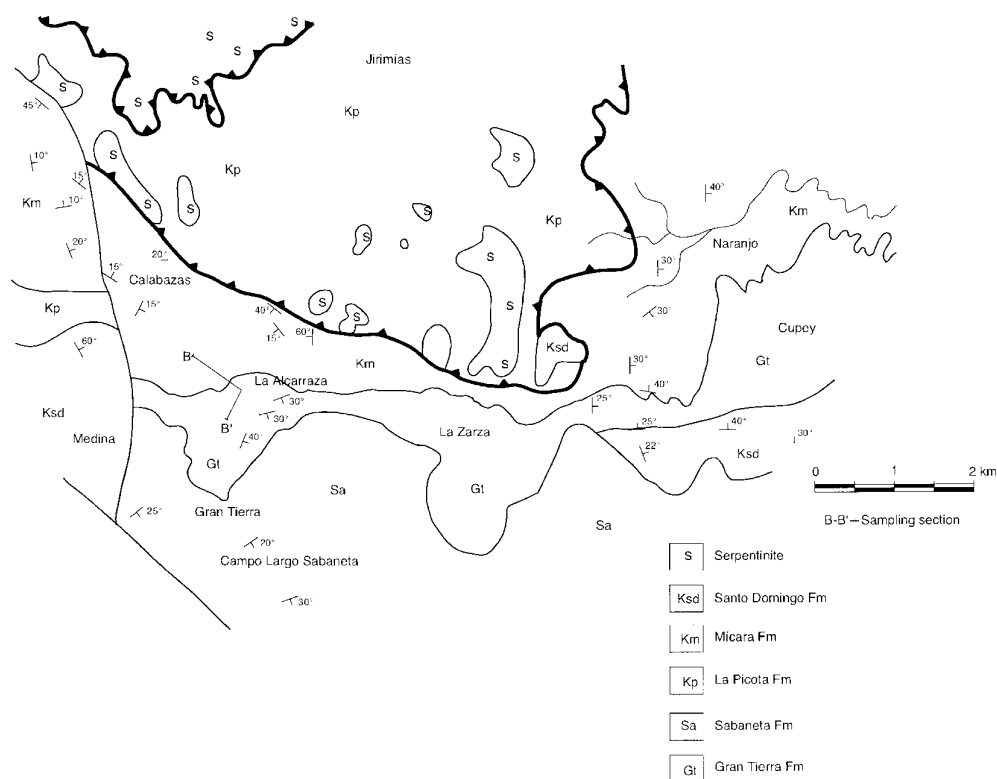 S
S
S
S
Jirimías
S
S
45°
Kp
10°
S
S
Kp
15°
40°
Km
10°
S
S
S
Km
Kp
20°
S
Naranjo
20°
S
30°
15°
Calabazas
15°
Kp
S
40°
S
S
30°
Cupey
60°
15°
60°
Ksd
B
Km
S
30°
Gt
La Alcarraza
40°
Ksd
30°
25°
B'
30°
La Zarza
25°
40°
30°
Medina
40°
22°
Ksd
Gt
0 1 2 km
Sa
Gt
25°
Gran Tierra
Sa
B-B'—Sampling section
20°
Campo Largo Sabaneta
S Serpentinite
30°
Ksd Santo Domingo Fm
Km Mícara Fm
Kp La Picota Fm
Sa Sabaneta Fm
Gt Gran Tierra Fm